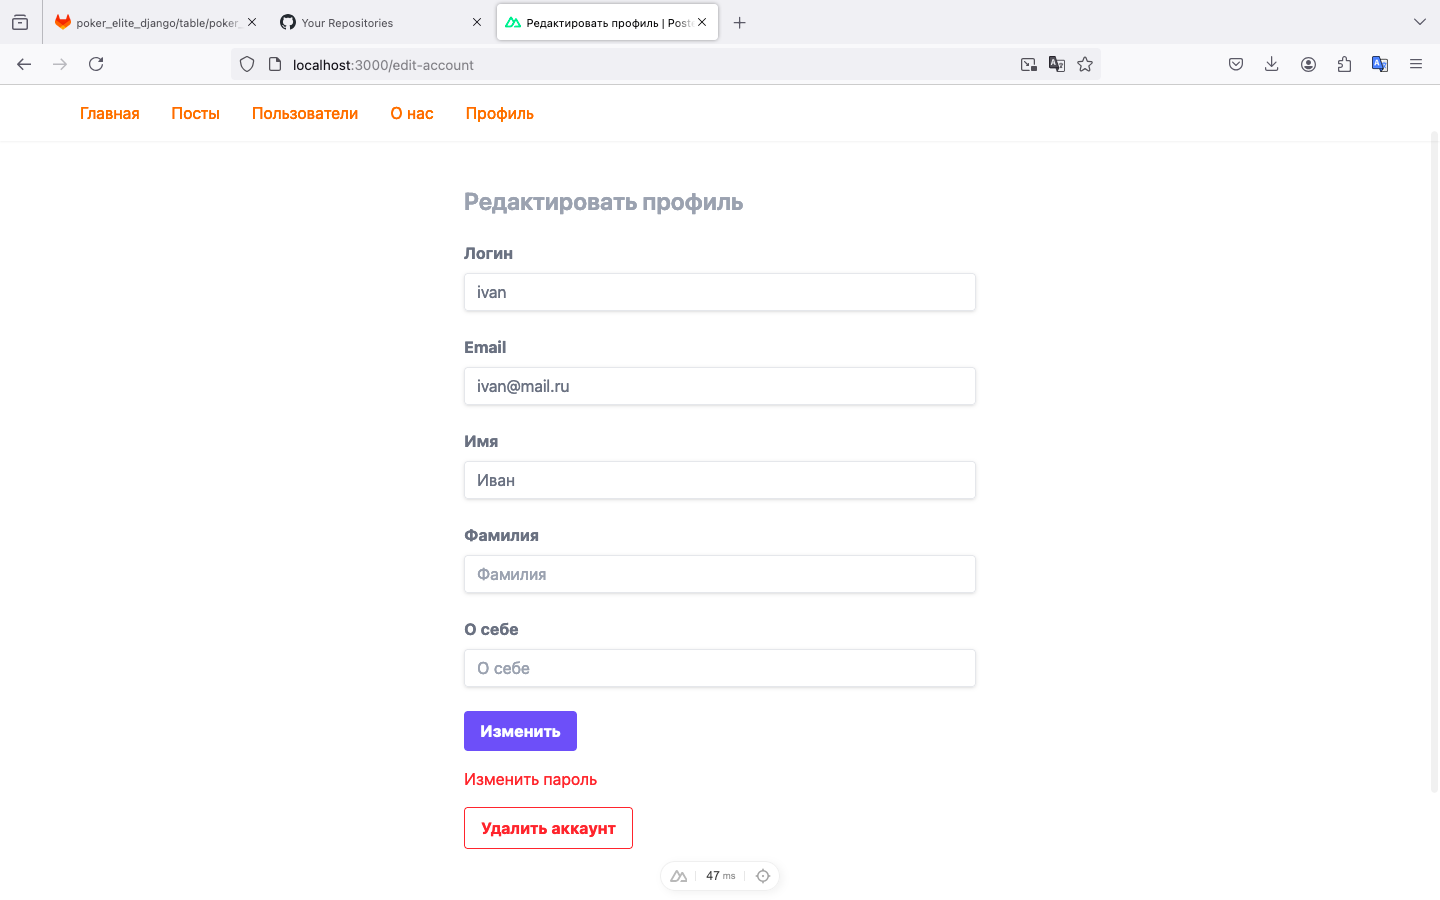 poker_elite_django/table/poker_
Your Repositories
Редактировать профиль | Poste
localhost:3000/edit-account
Главная Посты Пользователи О нас Профиль
Редактировать профиль
Логин
ivan
Email
ivan@mail.ru
Имя
Иван
Фамилия
Фамилия
О себе
О себе
Изменить
Изменить пароль
Удалить аккаунт
47 ms